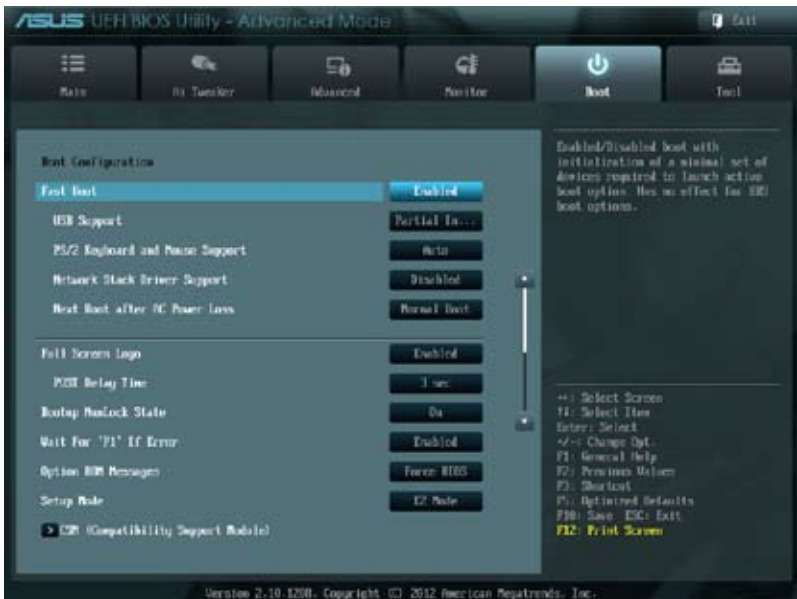 ASUS UEFI BIOS Utility - Advanced Mode
Exit
Main
Ai Tweaker
Advanced
Monitor
Boot
Tool
Boot Configuration
Fast Boot Enabled
USB Support Partial In...
PS/2 Keyboard and Mouse Support Auto
Network Stack Driver Support Disabled
Next Boot after AC Power Loss Normal Boot
Full Screen Logo Enabled
POST Delay Time 3 sec
Bootup NumLock State On
Wait For 'F1' If Error Enabled
Option ROM Messages Force BIOS
Setup Mode EZ Mode
> CSM (Compatibility Support Module)
Enabled/Disabled boot with
initialization of a minimal set of
devices required to launch active
boot option. Has no effect for BBS
boot options.
→←: Select Screen
↑↓: Select Item
Enter: Select
+/-: Change Opt.
F1: General Help
F2: Previous Values
F3: Shortcut
F5: Optimized Defaults
F10: Save ESC: Exit
F12: Print Screen
Version 2.10.1208. Copyright (C) 2012 American Megatrends, Inc.